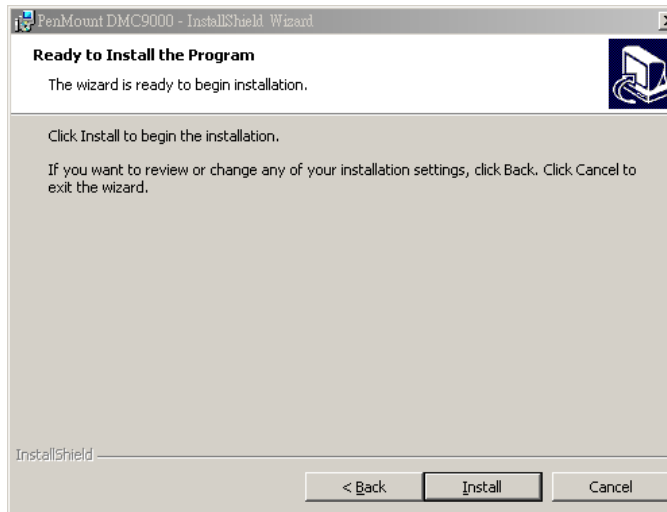 PenMount DMC9000 - InstallShield Wizard
Ready to Install the Program
The wizard is ready to begin installation.
Click Install to begin the installation.
If you want to review or change any of your installation settings, click Back. Click Cancel to
exit the wizard.
InstallShield
< Back
Install
Cancel